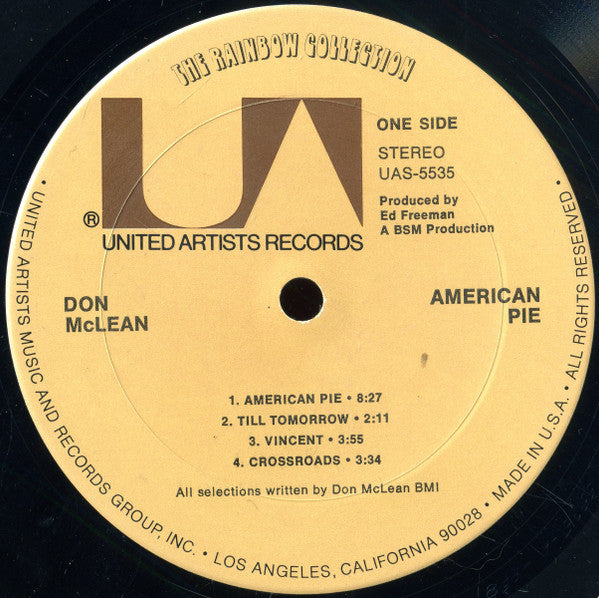 THE RAINBOW COLLECTION
UA
®
UNITED ARTISTS RECORDS
ONE SIDE
STEREO
UAS-5535
Produced by
Ed Freeman
A BSM Production
DON
McLEAN
AMERICAN
PIE
1. AMERICAN PIE • 8:27
2. TILL TOMORROW • 2:11
3. VINCENT • 3:55
4. CROSSROADS • 3:34
All selections written by Don McLean BMI
• UNITED ARTISTS MUSIC AND RECORDS GROUP, INC. • LOS ANGELES, CALIFORNIA 90028 • MADE IN U.S.A. • ALL RIGHTS RESERVED •